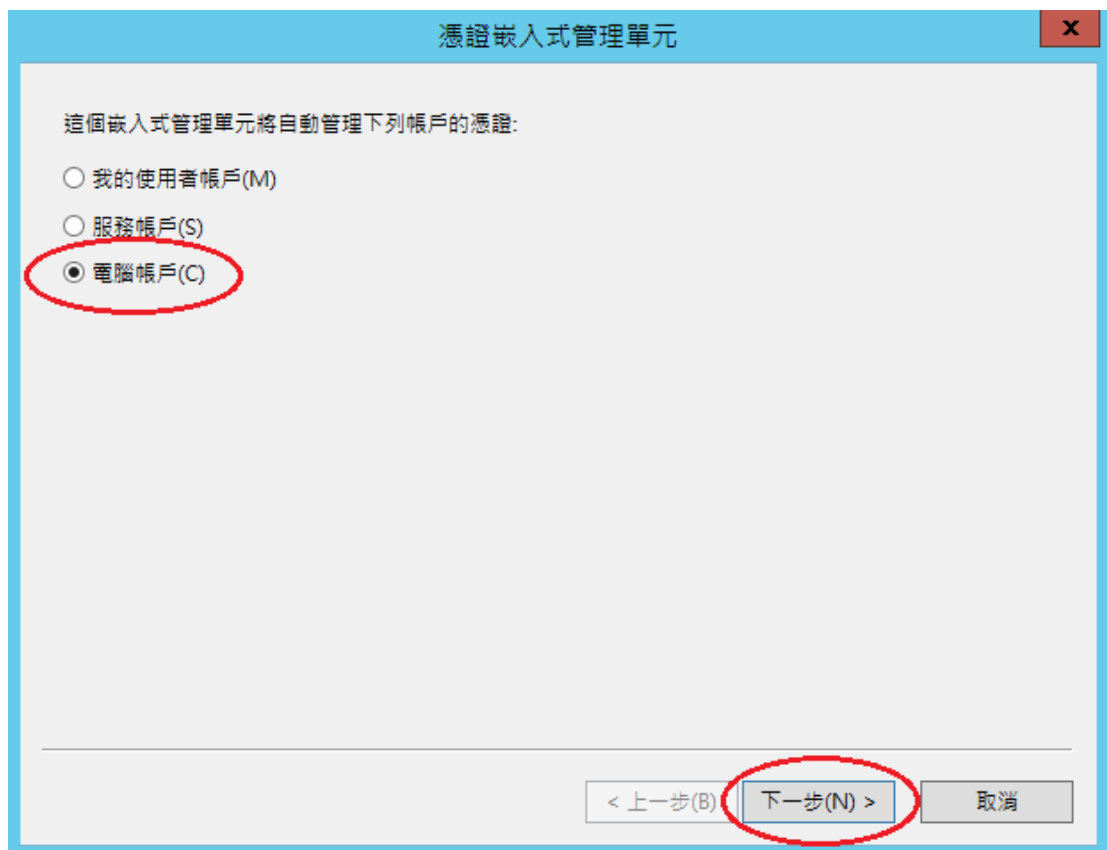 憑證嵌入式管理單元
x
這個嵌入式管理單元將自動管理下列帳戶的憑證:
我的使用者帳戶(M)
服務帳戶(S)
電腦帳戶(C)
< 上一步(B) 下一步(N) > 取消